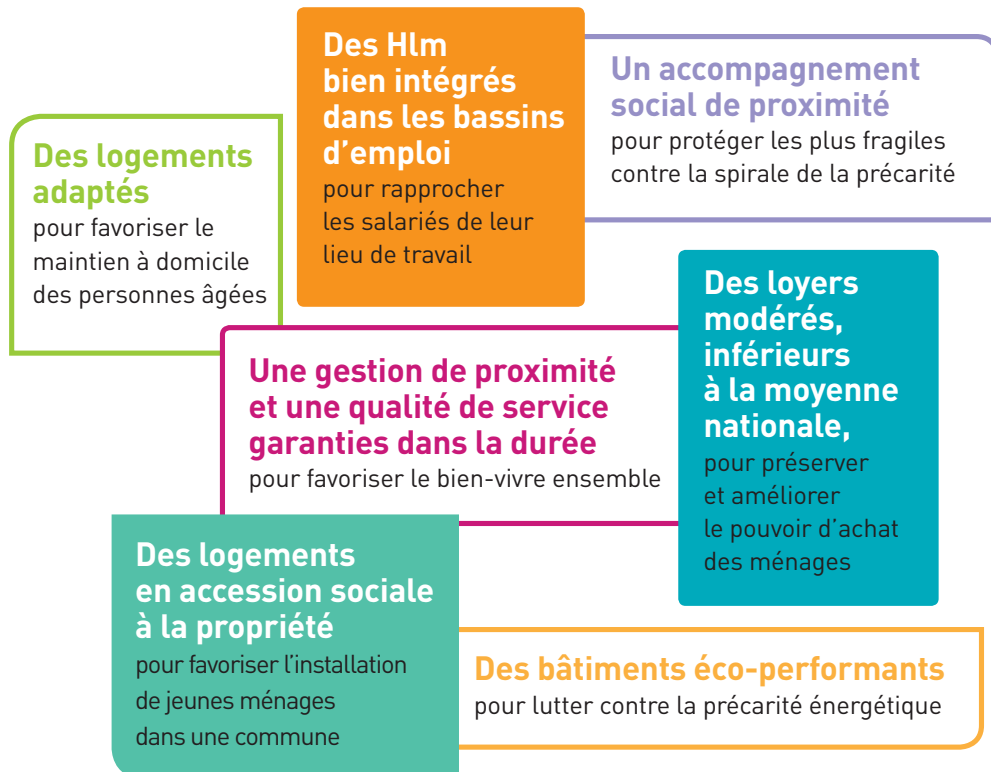 Des Hlm
bien intégrés
dans les bassins
d'emploi
pour rapprocher
les salariés de leur
lieu de travail
Un accompagnement
social de proximité
pour protéger les plus fragiles
contre la spirale de la précarité
Des logements
adaptés
pour favoriser le
maintien à domicile
des personnes âgées
Des loyers
modérés,
inférieurs
à la moyenne
nationale,
pour préserver
et améliorer
le pouvoir d'achat
des ménages
Une gestion de proximité
et une qualité de service
garanties dans la durée
pour favoriser le bien-vivre ensemble
Des logements
en accession sociale
à la propriété
pour favoriser l'installation
de jeunes ménages
dans une commune
Des bâtiments éco-performants
pour lutter contre la précarité énergétique